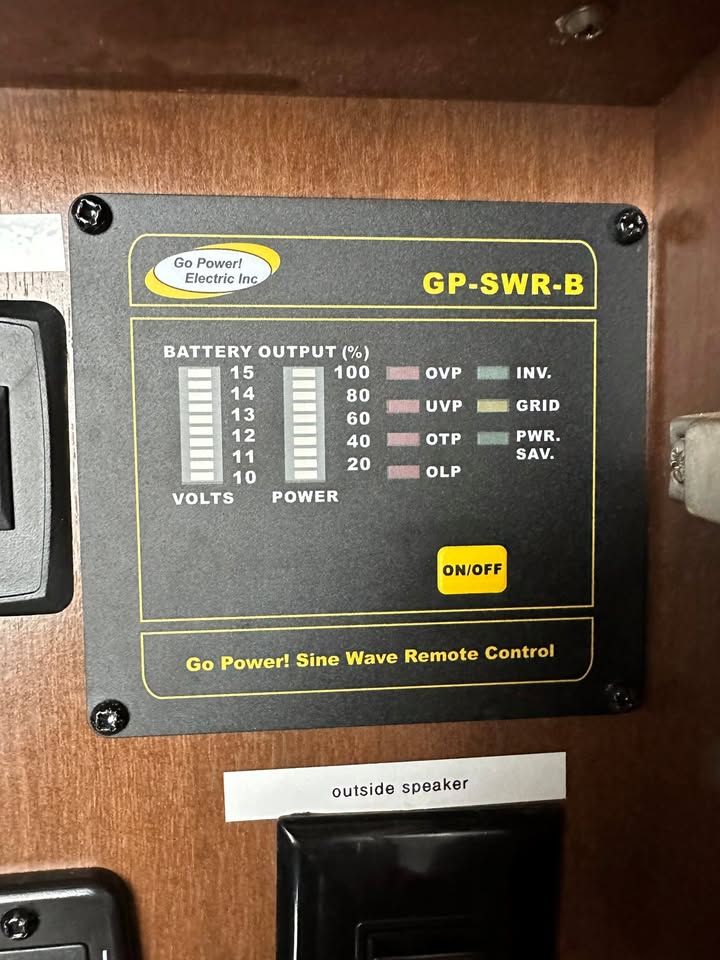 Go Power!
Electric Inc
GP-SWR-B
BATTERY OUTPUT (%)
15 100 OVP INV.
14 80 UVP GRID
13 60 OTP PWR.
SAV.
12 40 OLP
11 20
10
VOLTS POWER
ON/OFF
Go Power! Sine Wave Remote Control
outside speaker